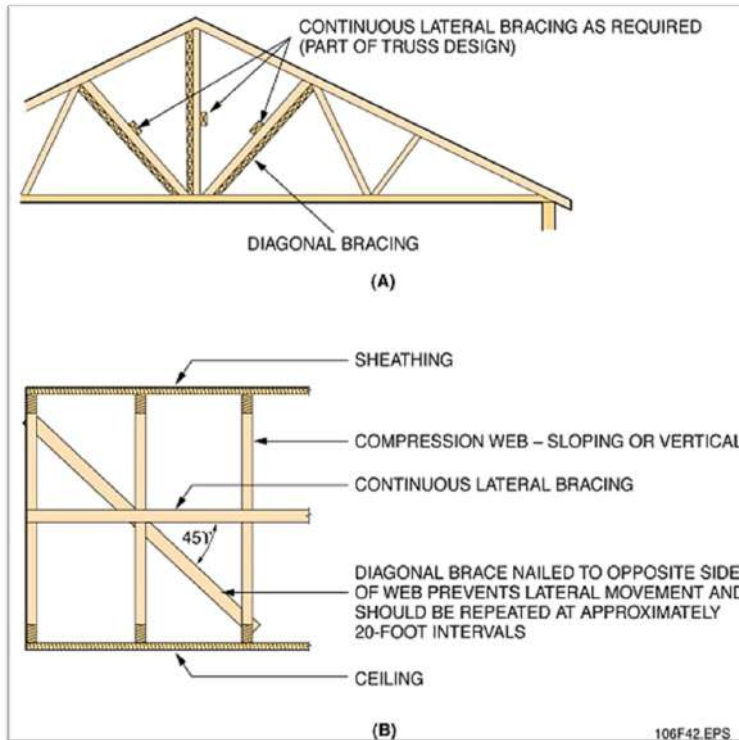 CONTINUOUS LATERAL BRACING AS REQUIRED
(PART OF TRUSS DESIGN)
DIAGONAL BRACING
(A)
SHEATHING
COMPRESSION WEB – SLOPING OR VERTICAL
CONTINUOUS LATERAL BRACING
45°
DIAGONAL BRACE NAILED TO OPPOSITE SIDE
OF WEB PREVENTS LATERAL MOVEMENT AND
SHOULD BE REPEATED AT APPROXIMATELY
20-FOOT INTERVALS
CEILING
(B)
106F42.EPS